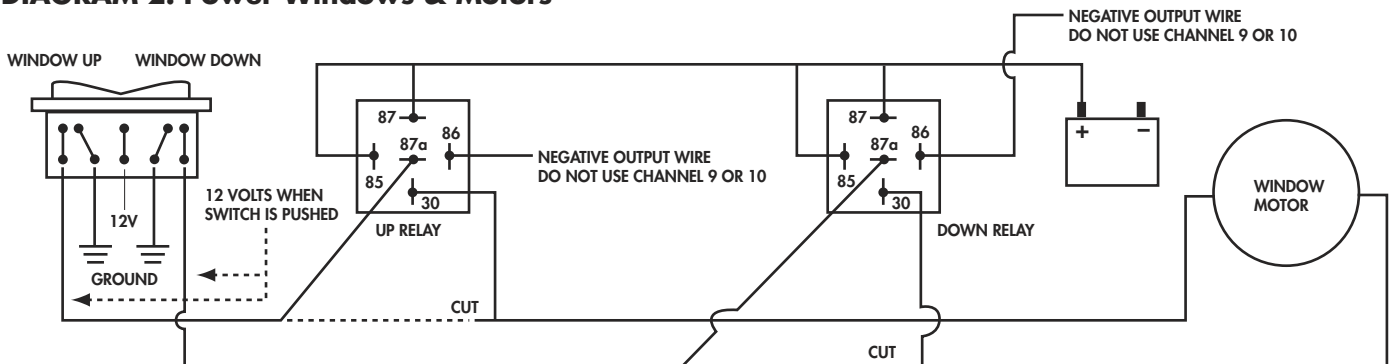 DIAGRAM 2: Power Windows & Motors
NEGATIVE OUTPUT WIRE
DO NOT USE CHANNEL 9 OR 10
WINDOW UP
WINDOW DOWN
12V
GROUND
12 VOLTS WHEN
SWITCH IS PUSHED
87
87a
86
85
30
UP RELAY
NEGATIVE OUTPUT WIRE
DO NOT USE CHANNEL 9 OR 10
87
87a
86
85
30
DOWN RELAY
+ −
WINDOW
MOTOR
CUT
CUT